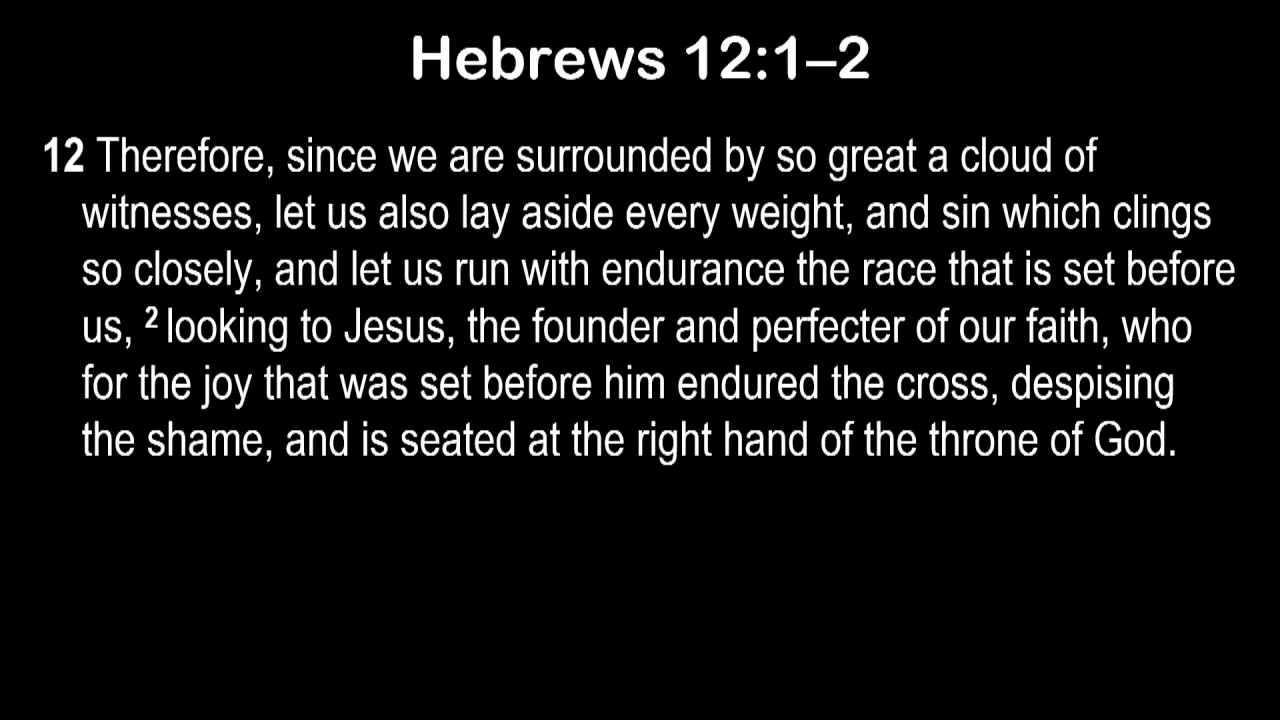 Hebrews 12:1–2
12 Therefore, since we are surrounded by so great a cloud of
witnesses, let us also lay aside every weight, and sin which clings
so closely, and let us run with endurance the race that is set before
us, 2 looking to Jesus, the founder and perfecter of our faith, who
for the joy that was set before him endured the cross, despising
the shame, and is seated at the right hand of the throne of God.